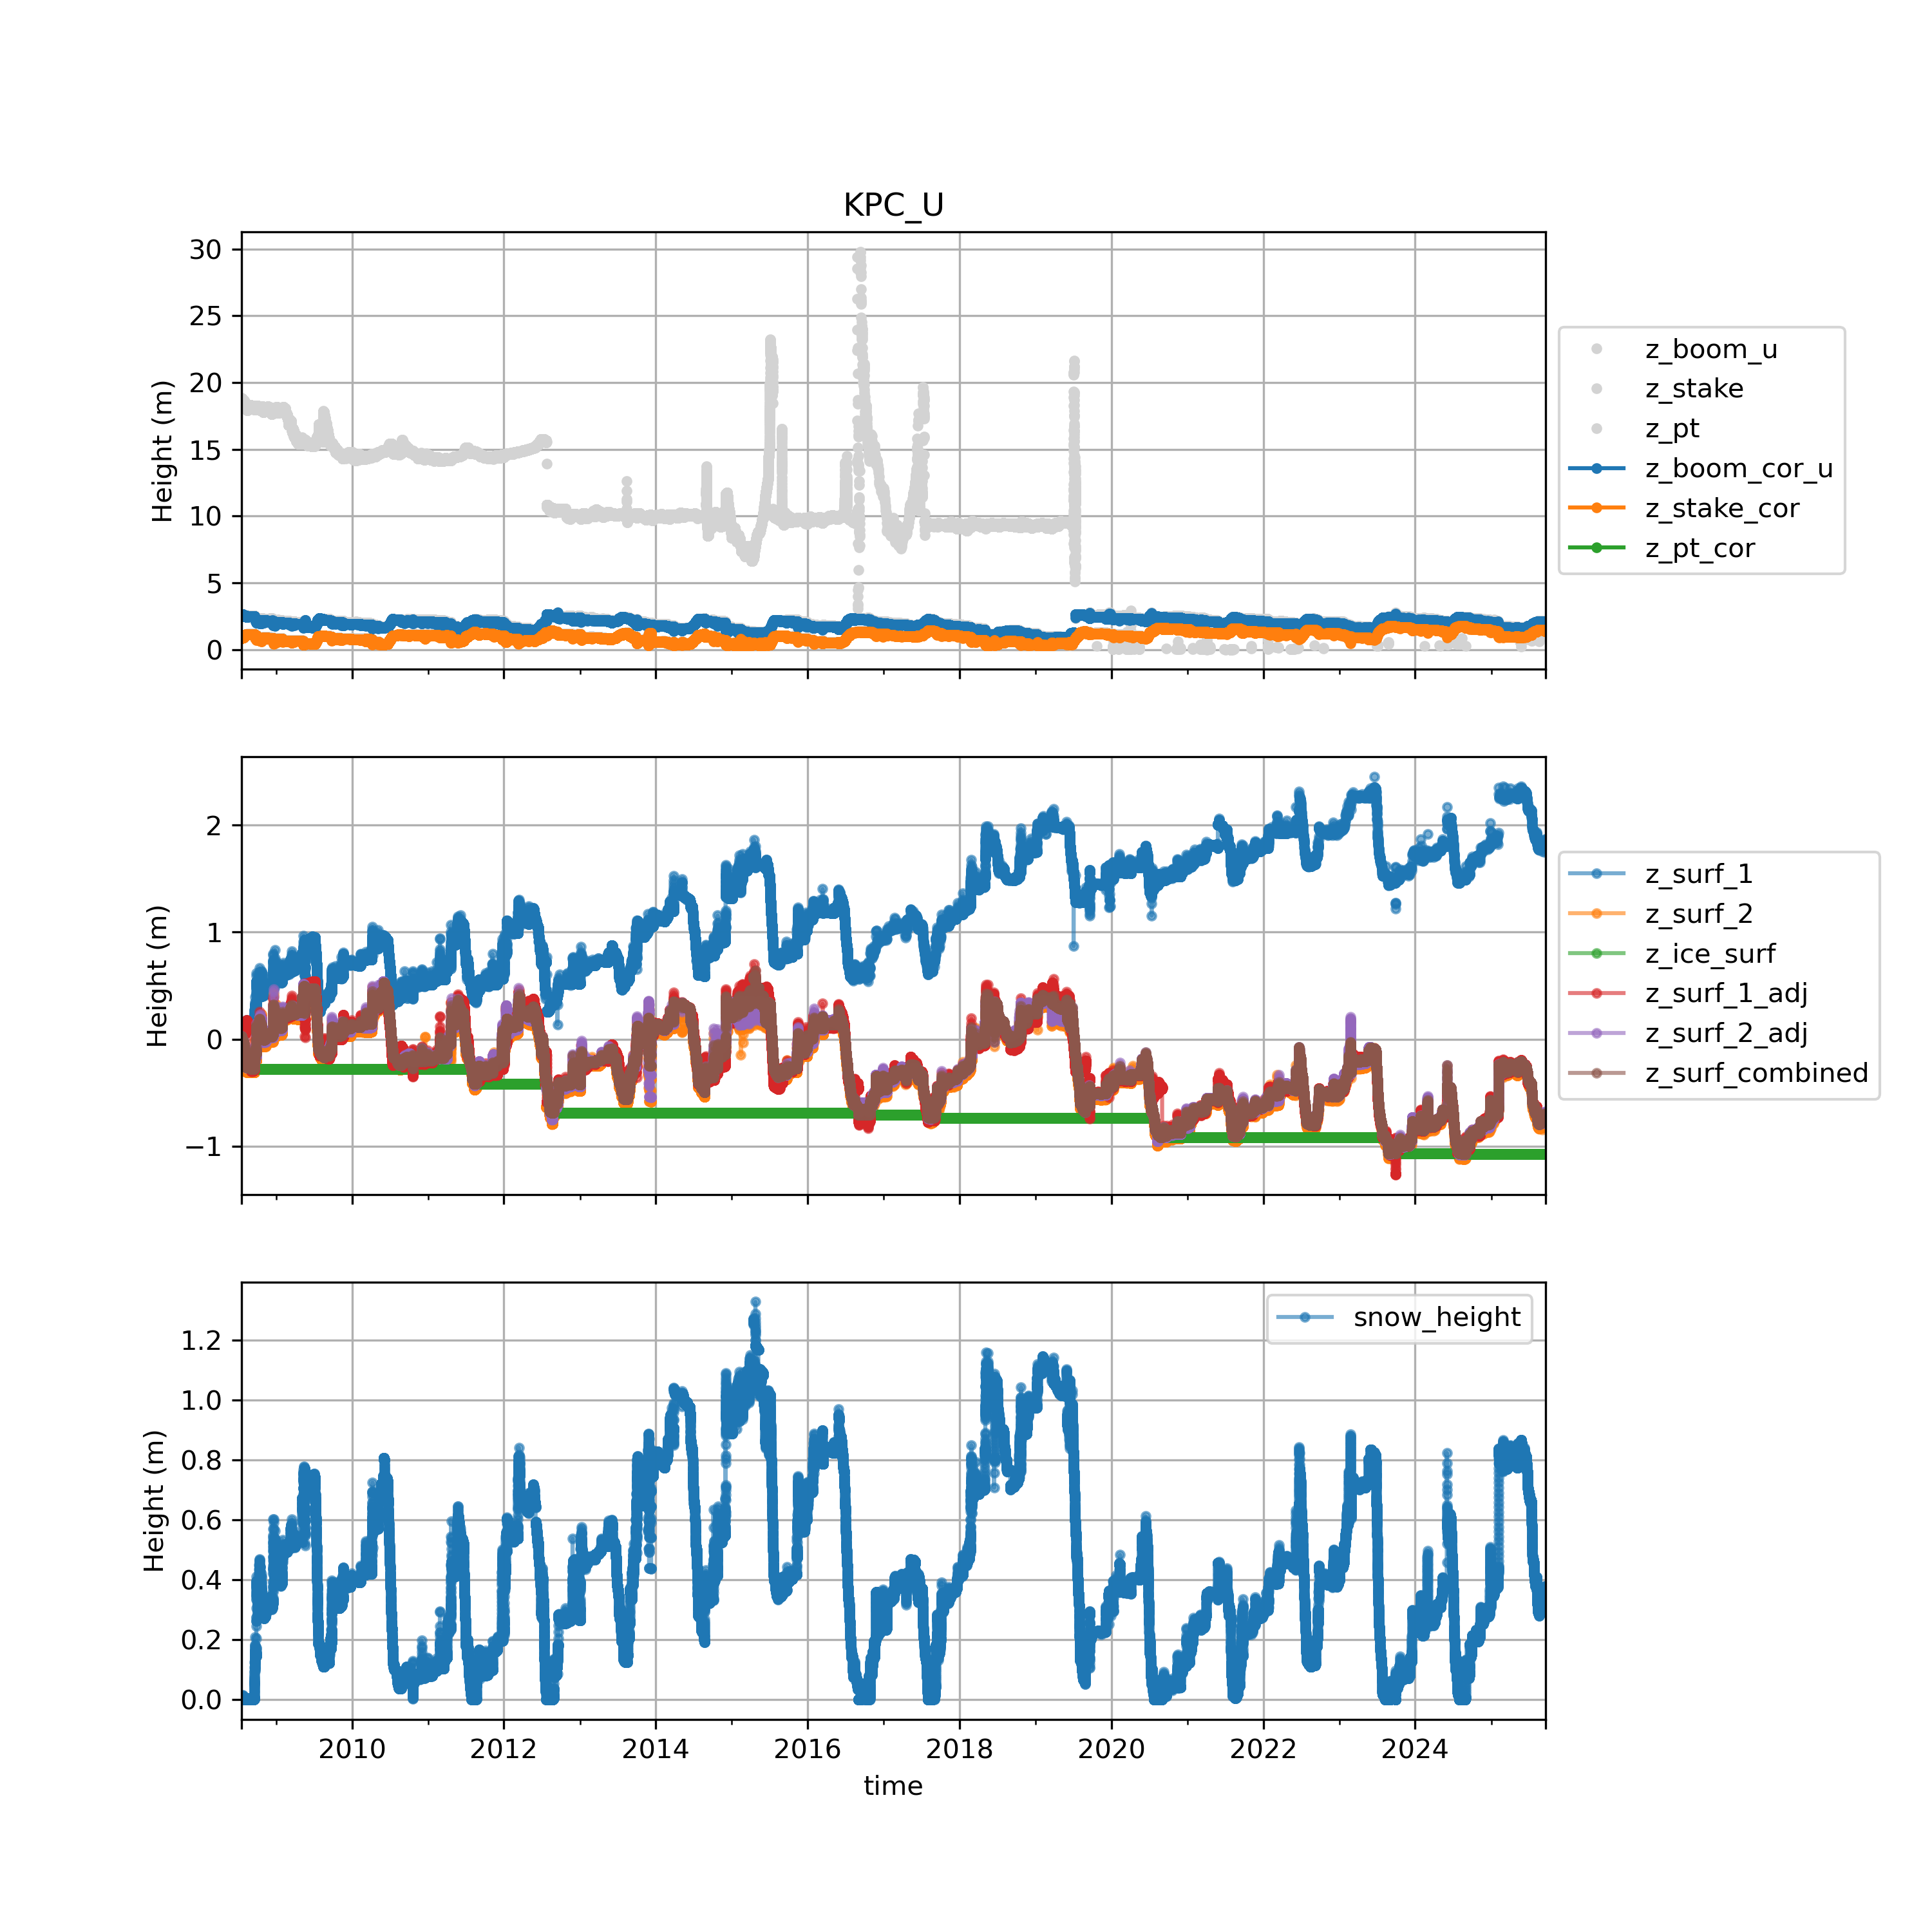 KPC_U
30
25
20
15
10
5
0
Height (m)
z_boom_u
z_stake
z_pt
z_boom_cor_u
z_stake_cor
z_pt_cor
2
1
0
−1
Height (m)
z_surf_1
z_surf_2
z_ice_surf
z_surf_1_adj
z_surf_2_adj
z_surf_combined
1.2
1.0
0.8
0.6
0.4
0.2
0.0
Height (m)
snow_height
2010 2012 2014 2016 2018 2020 2022 2024
time